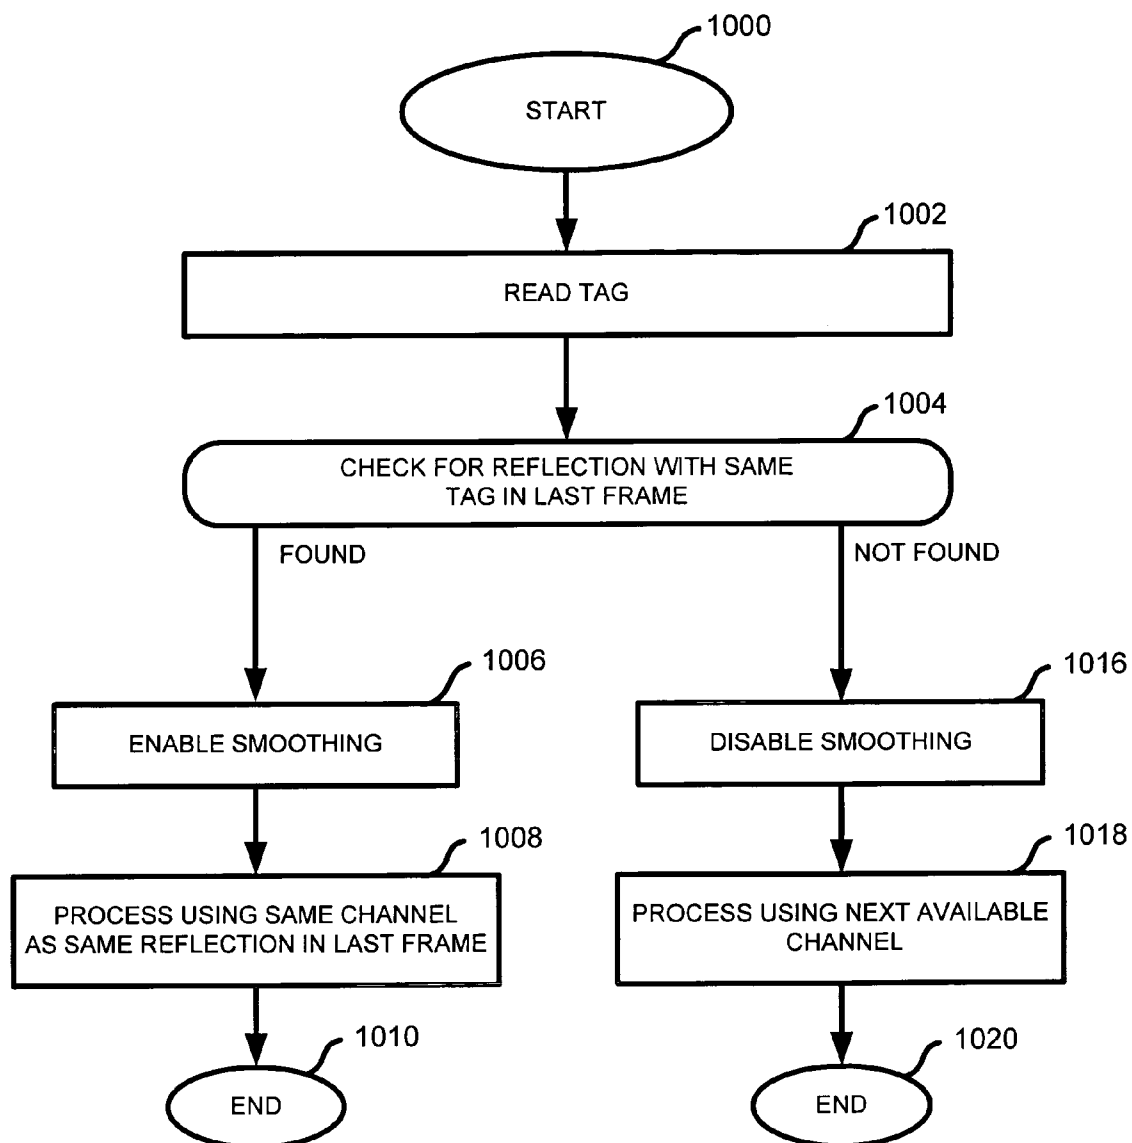 1000
START
1002
READ TAG
1004
CHECK FOR REFLECTION WITH SAME
TAG IN LAST FRAME
FOUND
NOT FOUND
1006
ENABLE SMOOTHING
1016
DISABLE SMOOTHING
1008
PROCESS USING SAME CHANNEL
AS SAME REFLECTION IN LAST FRAME
1018
PROCESS USING NEXT AVAILABLE
CHANNEL
1010
END
1020
END